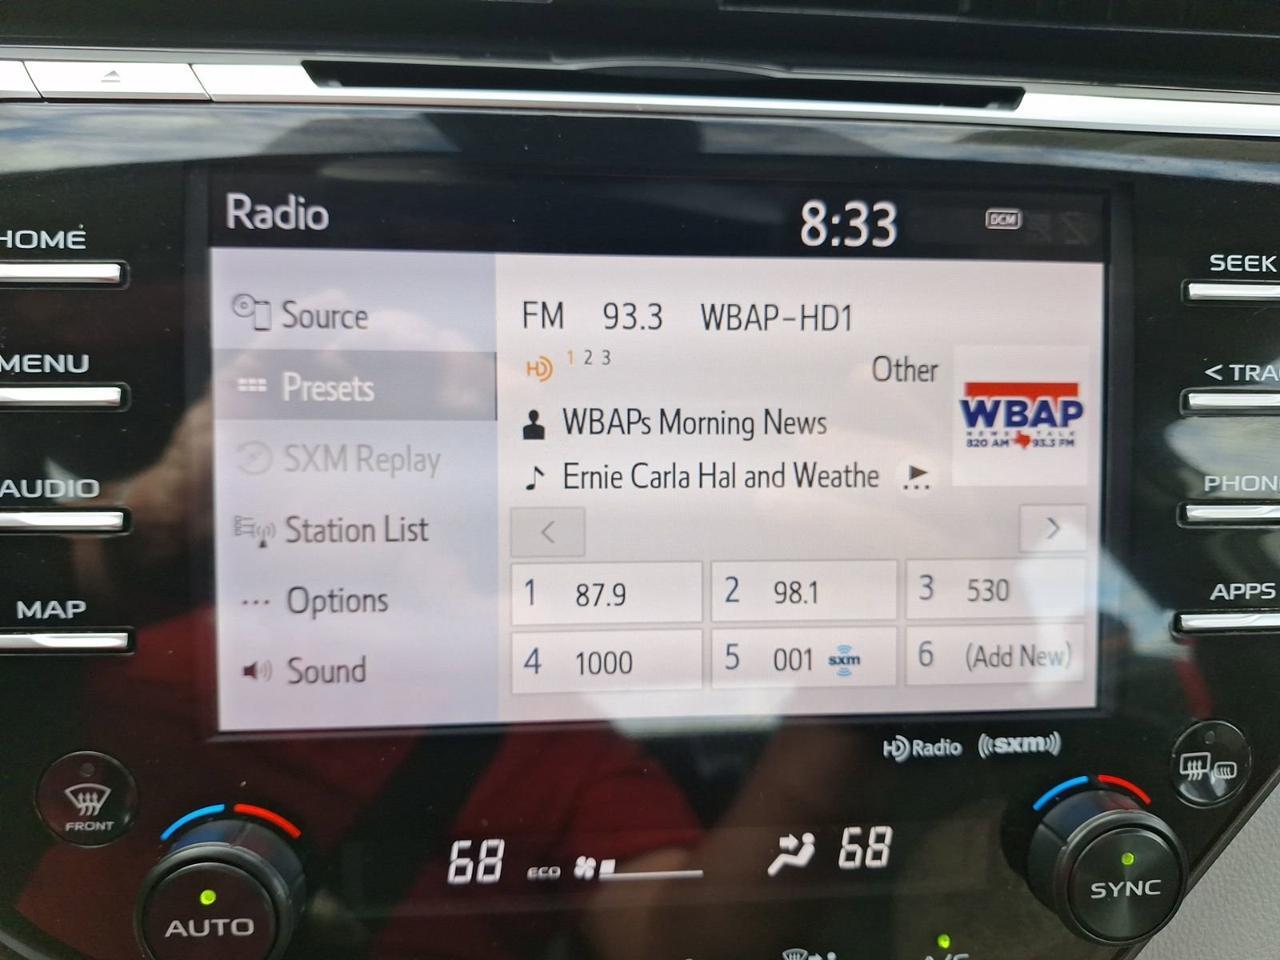 Radio
8:33
DCM
HOME
MENU
AUDIO
MAP
Source
Presets
SXM Replay
Station List
Options
Sound
FM 93.3 WBAP-HD1
HD 1 2 3
Other
WBAPs Morning News
Ernie Carla Hal and Weathe
WBAP
NEWS TALK
820 AM 93.3 FM
< >
1 87.9
2 98.1
3 530
4 1000
5 001 sxm
6 (Add New)
SEEK
< TRA
PHON
APPS
HD Radio ((sxm))
FRONT
68 ECO
68
AUTO
SYNC
A/C